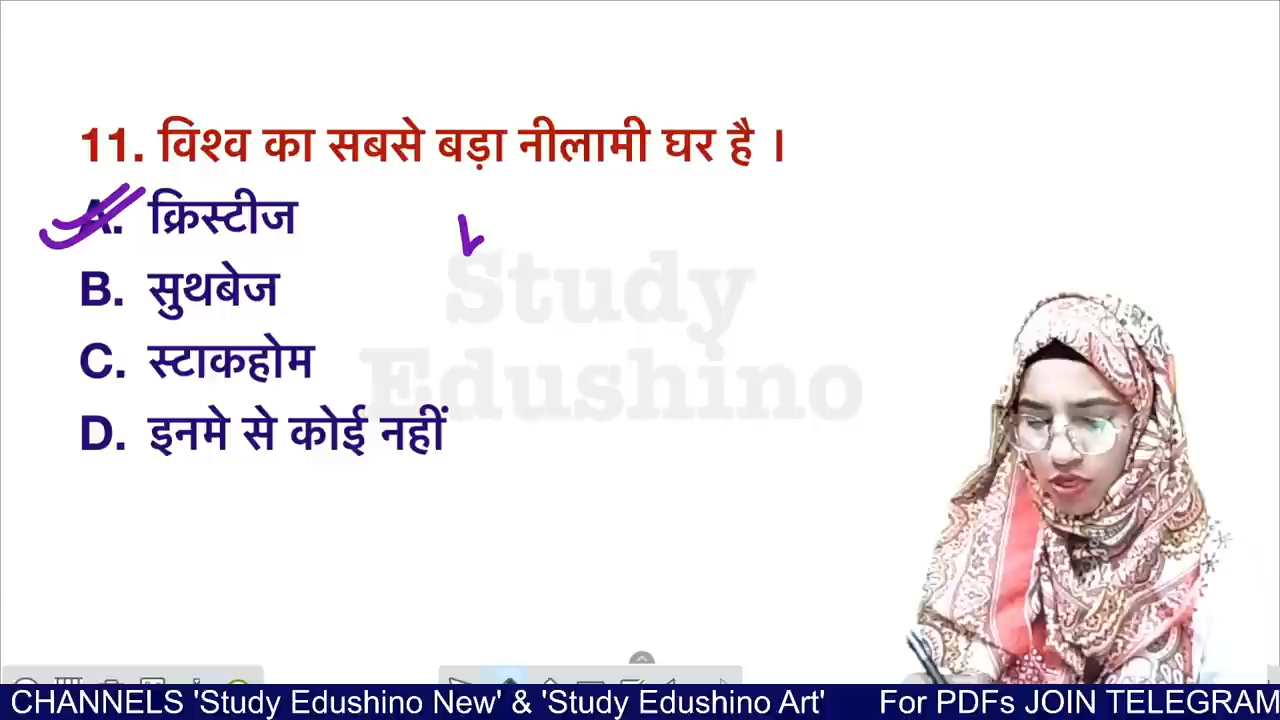 11. विश्व का सबसे बड़ा नीलामी घर है ।
A. क्रिस्टीज
B. सुथबेज
C. स्टाकहोम
D. इनमे से कोई नहीं
Study
Edushino
CHANNELS 'Study Edushino New' & 'Study Edushino Art' For PDFs JOIN TELEGRAM